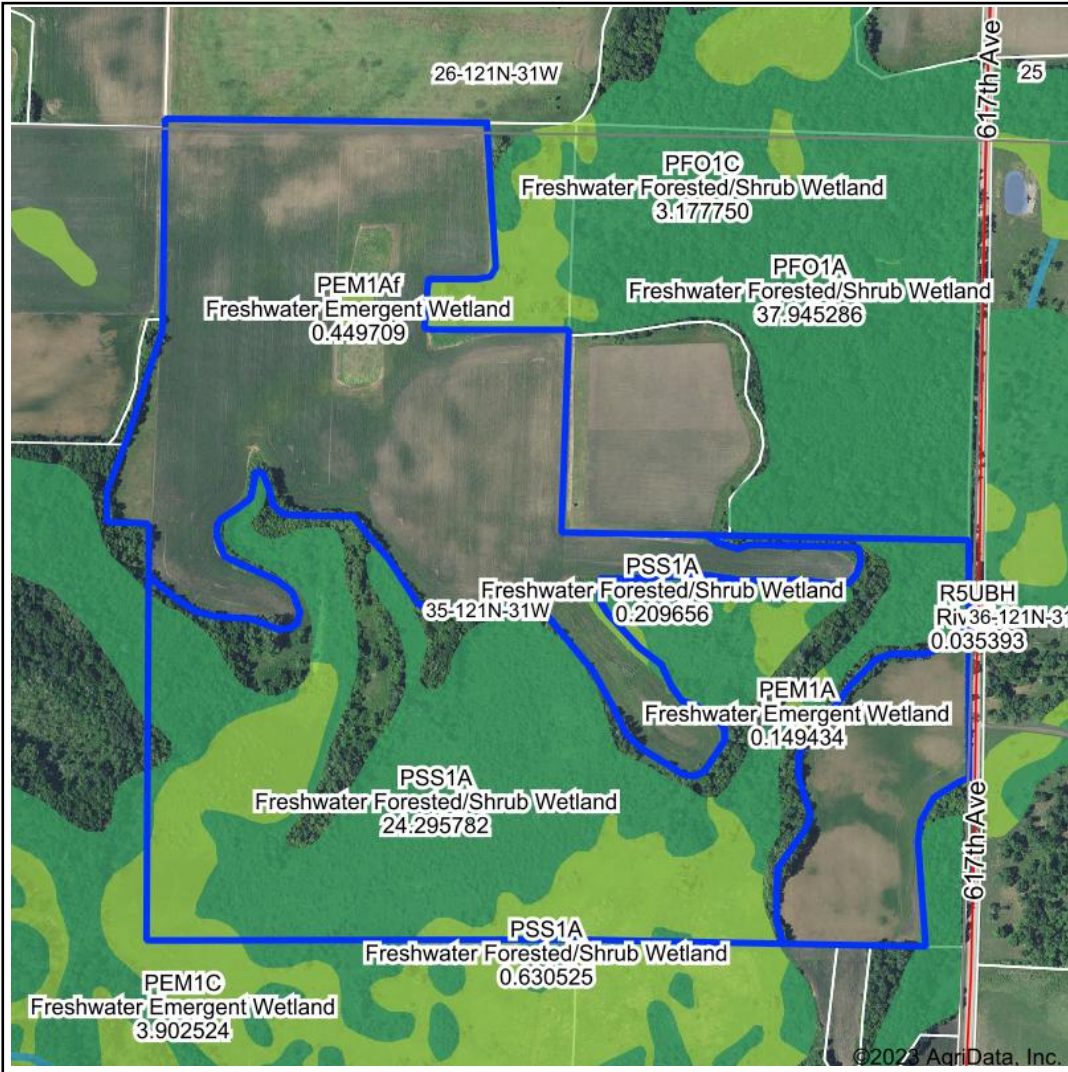 26-121N-31W
25
617th Ave
PFO1C
Freshwater Forested/Shrub Wetland
3.177750
PFO1A
Freshwater Forested/Shrub Wetland
37.945286
PEM1Af
Freshwater Emergent Wetland
0.449709
PSS1A
Freshwater Forested/Shrub Wetland
0.209656
35-121N-31W
R5UBH
36-121N-31
0.035393
PEM1A
Freshwater Emergent Wetland
0.149434
PSS1A
Freshwater Forested/Shrub Wetland
24.295782
617th Ave
PSS1A
Freshwater Forested/Shrub Wetland
0.630525
PEM1C
Freshwater Emergent Wetland
3.902524
©2023 AgriData, Inc.